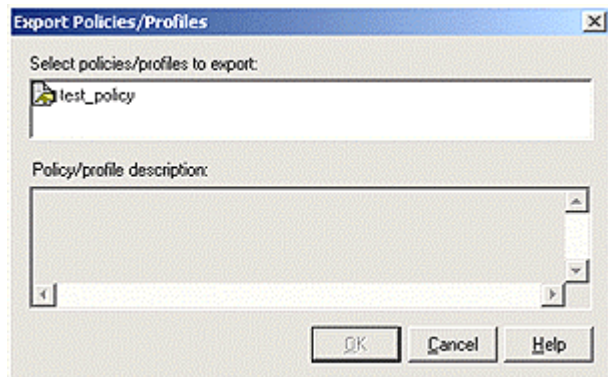 Export Policies/Profiles
Select policies/profiles to export:
test_policy
Policy/profile description:
OK Cancel Help